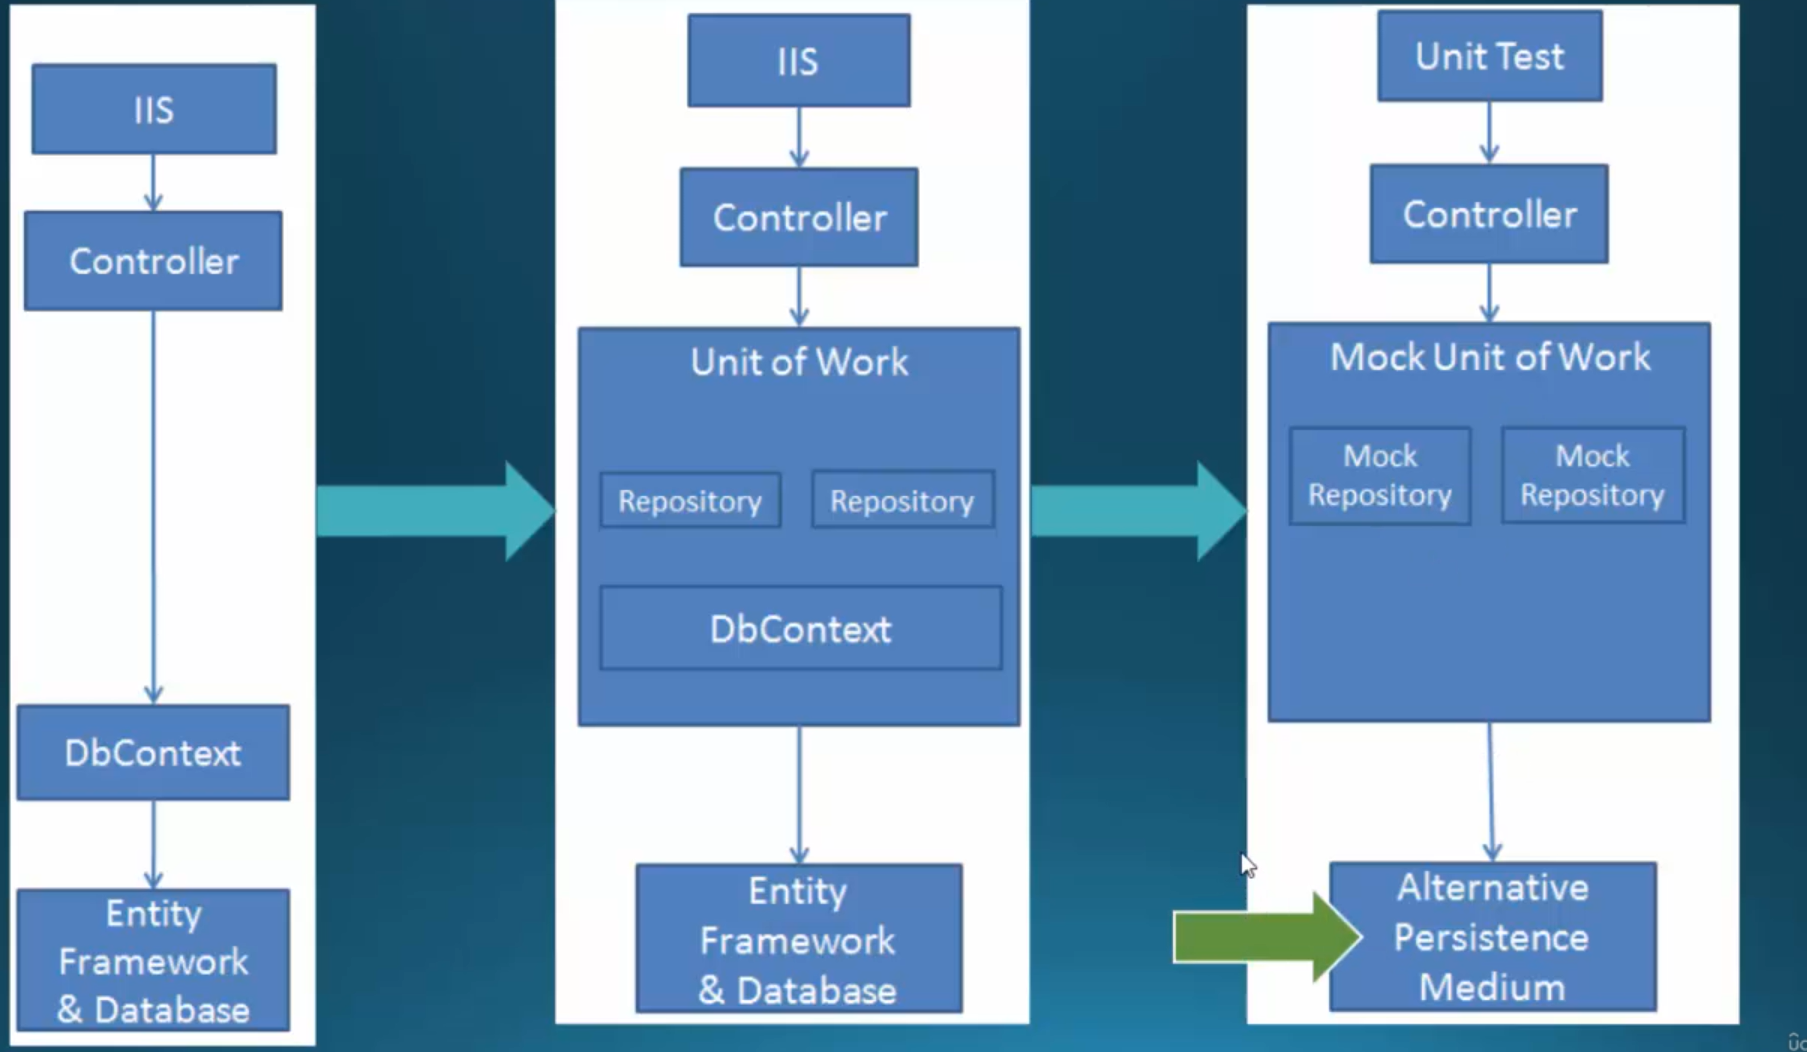 IIS
Controller
DbContext
Entity
Framework
& Database
IIS
Controller
Unit of Work
Repository
Repository
DbContext
Entity
Framework
& Database
Unit Test
Controller
Mock Unit of Work
Mock
Repository
Mock
Repository
Alternative
Persistence
Medium